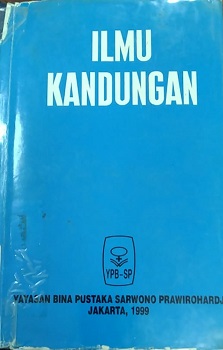 ILMU
KANDUNGAN
YPB-SP
YAYASAN BINA PUSTAKA SARWONO PRAWIROHARDJ
JAKARTA, 1999